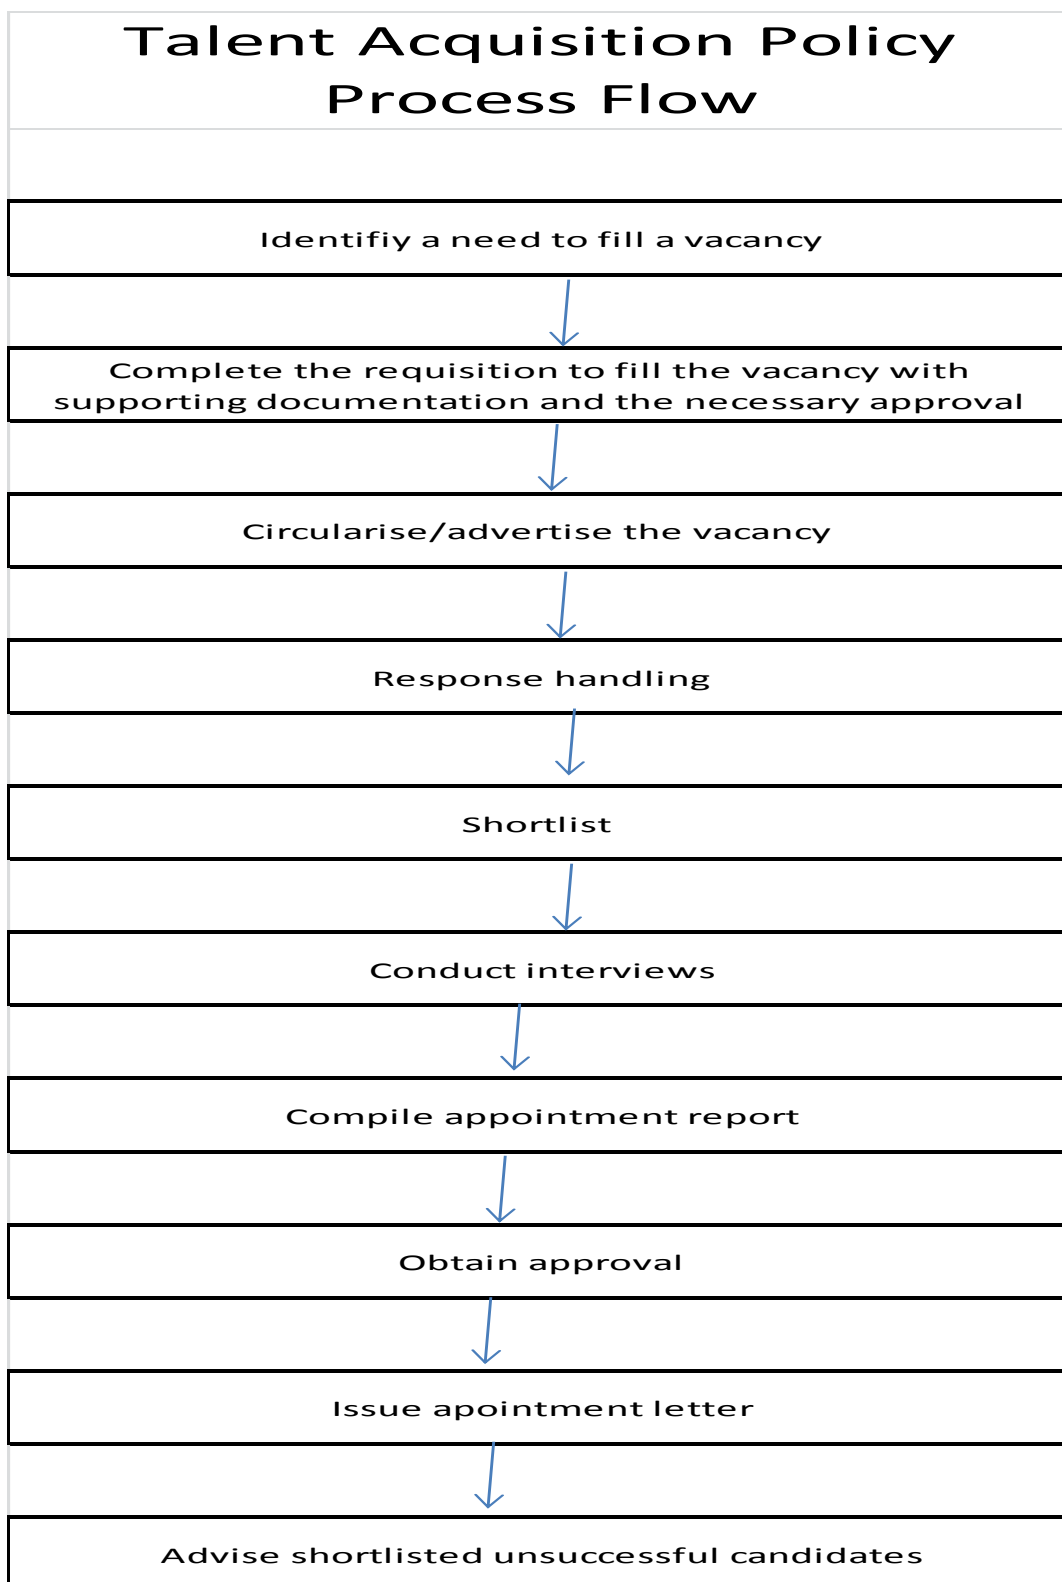 Talent Acquisition Policy
Process Flow
Identifiy a need to fill a vacancy
Complete the requisition to fill the vacancy with
supporting documentation and the necessary approval
Circularise/advertise the vacancy
Response handling
Shortlist
Conduct interviews
Compile appointment report
Obtain approval
Issue apointment letter
Advise shortlisted unsuccessful candidates